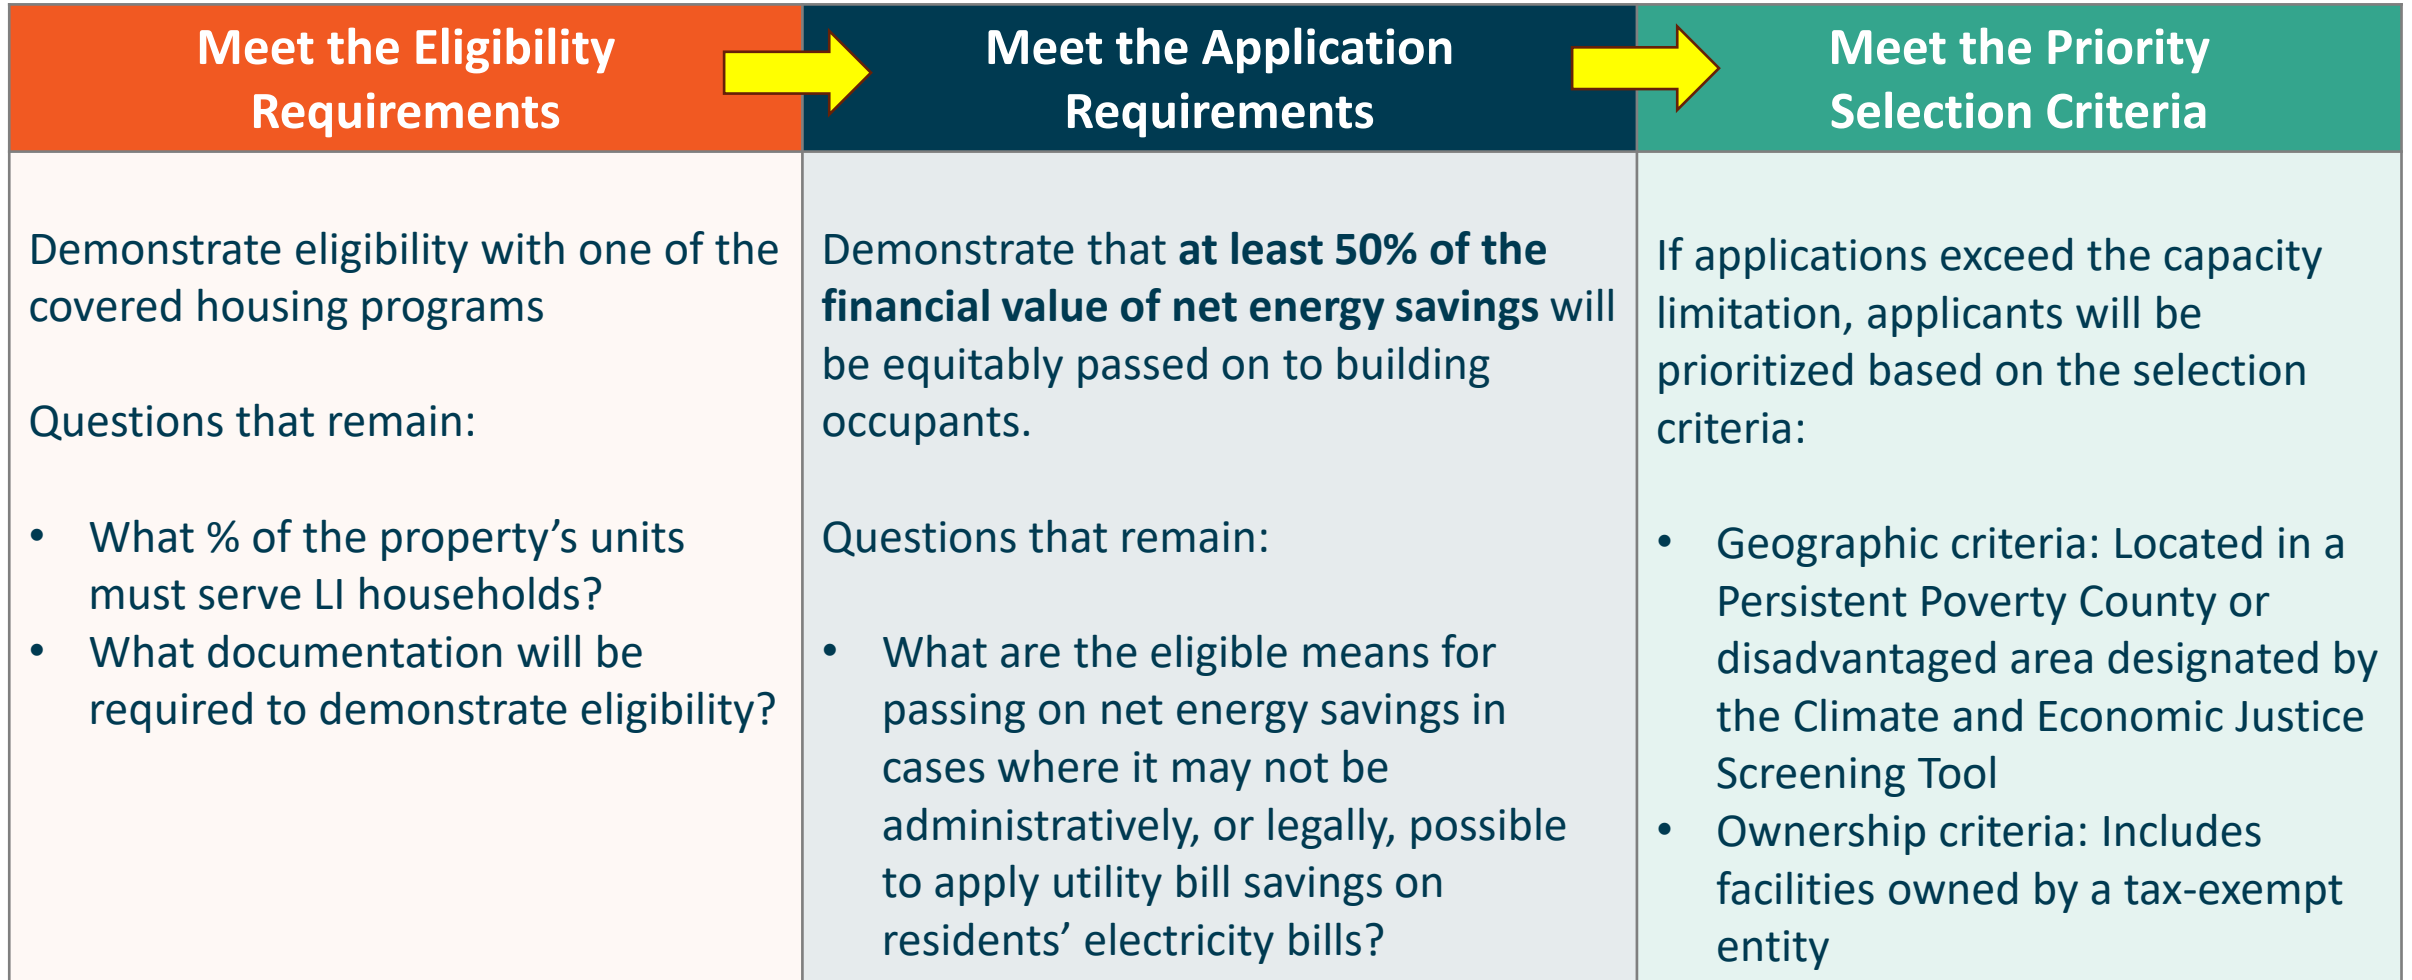 Meet the Eligibility
Requirements
Meet the Application
Requirements
Meet the Priority
Selection Criteria
Demonstrate eligibility with one of the
covered housing programs
Questions that remain:
• What % of the property’s units
must serve LI households?
• What documentation will be
required to demonstrate eligibility?
Demonstrate that at least 50% of the
financial value of net energy savings will
be equitably passed on to building
occupants.
Questions that remain:
• What are the eligible means for
passing on net energy savings in
cases where it may not be
administratively, or legally, possible
to apply utility bill savings on
residents’ electricity bills?
If applications exceed the capacity
limitation, applicants will be
prioritized based on the selection
criteria:
• Geographic criteria: Located in a
Persistent Poverty County or
disadvantaged area designated by
the Climate and Economic Justice
Screening Tool
• Ownership criteria: Includes
facilities owned by a tax-exempt
entity